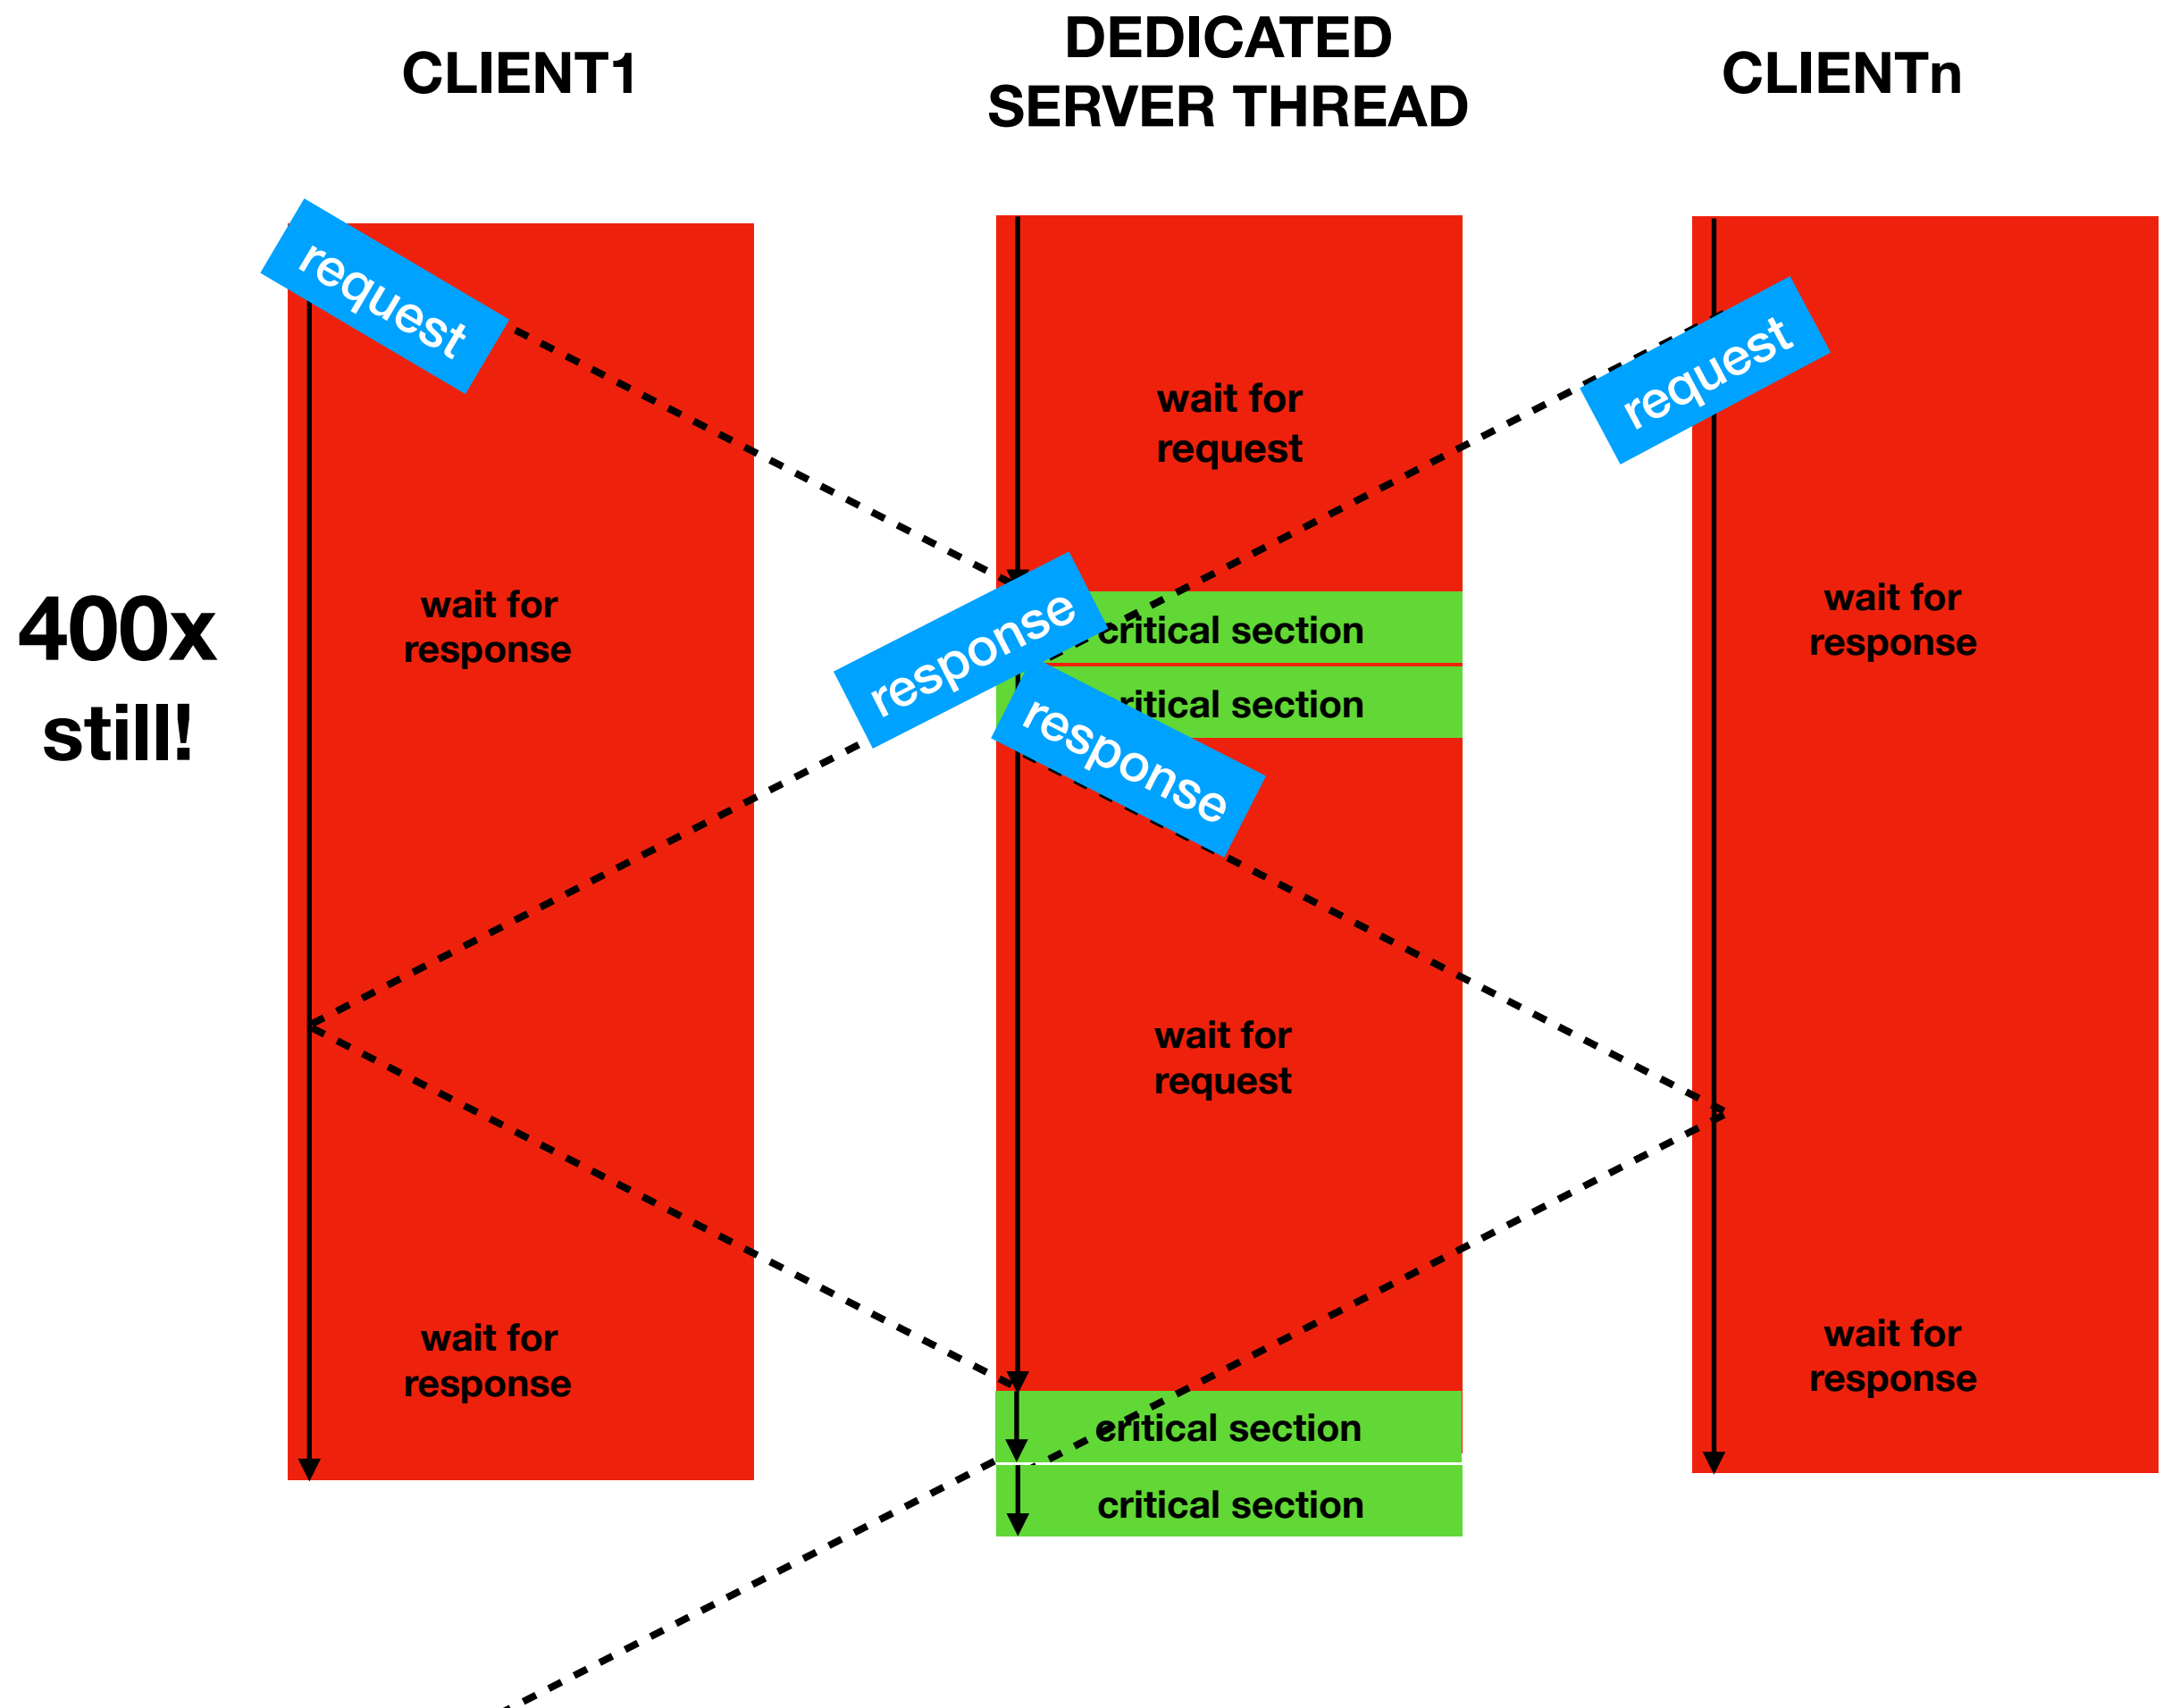 CLIENT1
DEDICATED
SERVER THREAD
CLIENTn
request
request
wait for
request
400x
still!
wait for
response
wait for
response
response
critical section
response
critical section
wait for
request
wait for
response
wait for
response
critical section
critical section